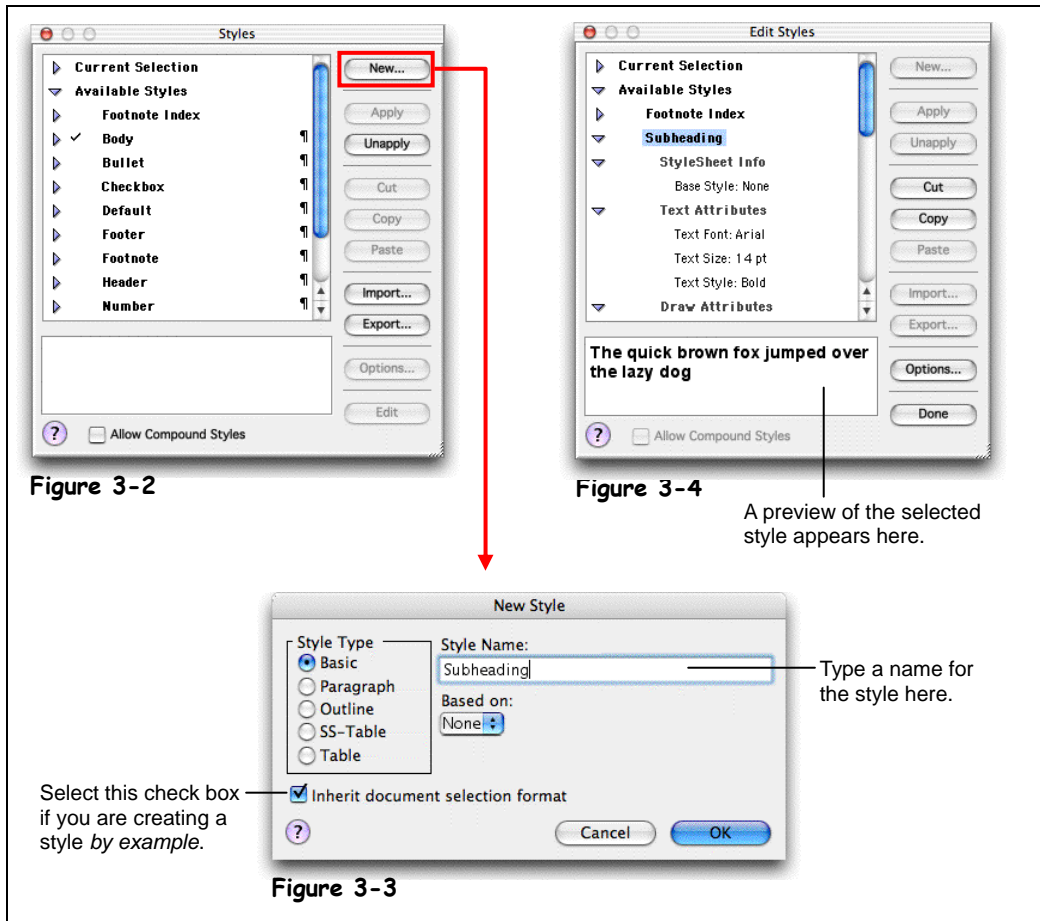 Styles
Current Selection
Available Styles
Footnote Index
✓ Body ¶
Bullet ¶
Checkbox ¶
Default ¶
Footer ¶
Footnote ¶
Header ¶
Number ¶
New...
Apply
Unapply
Cut
Copy
Paste
Import...
Export...
Options...
Edit
? Allow Compound Styles
Figure 3-2
Edit Styles
Current Selection
Available Styles
Footnote Index
Subheading
StyleSheet Info
Base Style: None
Text Attributes
Text Font: Arial
Text Size: 14 pt
Text Style: Bold
Draw Attributes
New...
Apply
Unapply
Cut
Copy
Paste
Import...
Export...
Options...
Done
The quick brown fox jumped over
the lazy dog
? Allow Compound Styles
Figure 3-4
A preview of the selected
style appears here.
New Style
Style Type
Basic
Paragraph
Outline
SS-Table
Table
Style Name:
Subheading
Based on:
None
Type a name for
the style here.
Select this check box
if you are creating a
style by example.
Inherit document selection format
?
Cancel
OK
Figure 3-3